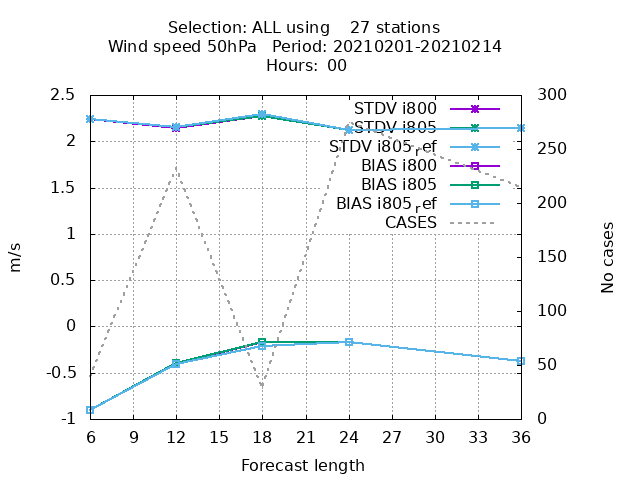 Selection: ALL using    27 stations
Wind speed 50hPa   Period: 20210201-20210214
Hours: 00
2.5
2
1.5
1
0.5
0
-0.5
-1
300
250
200
150
100
50
0
m/s
No cases
STDV i800
STDV i805
STDV i805ref
BIAS i800
BIAS i805
BIAS i805ref
CASES
6 9 12 15 18 21 24 27 30 33 36
Forecast length